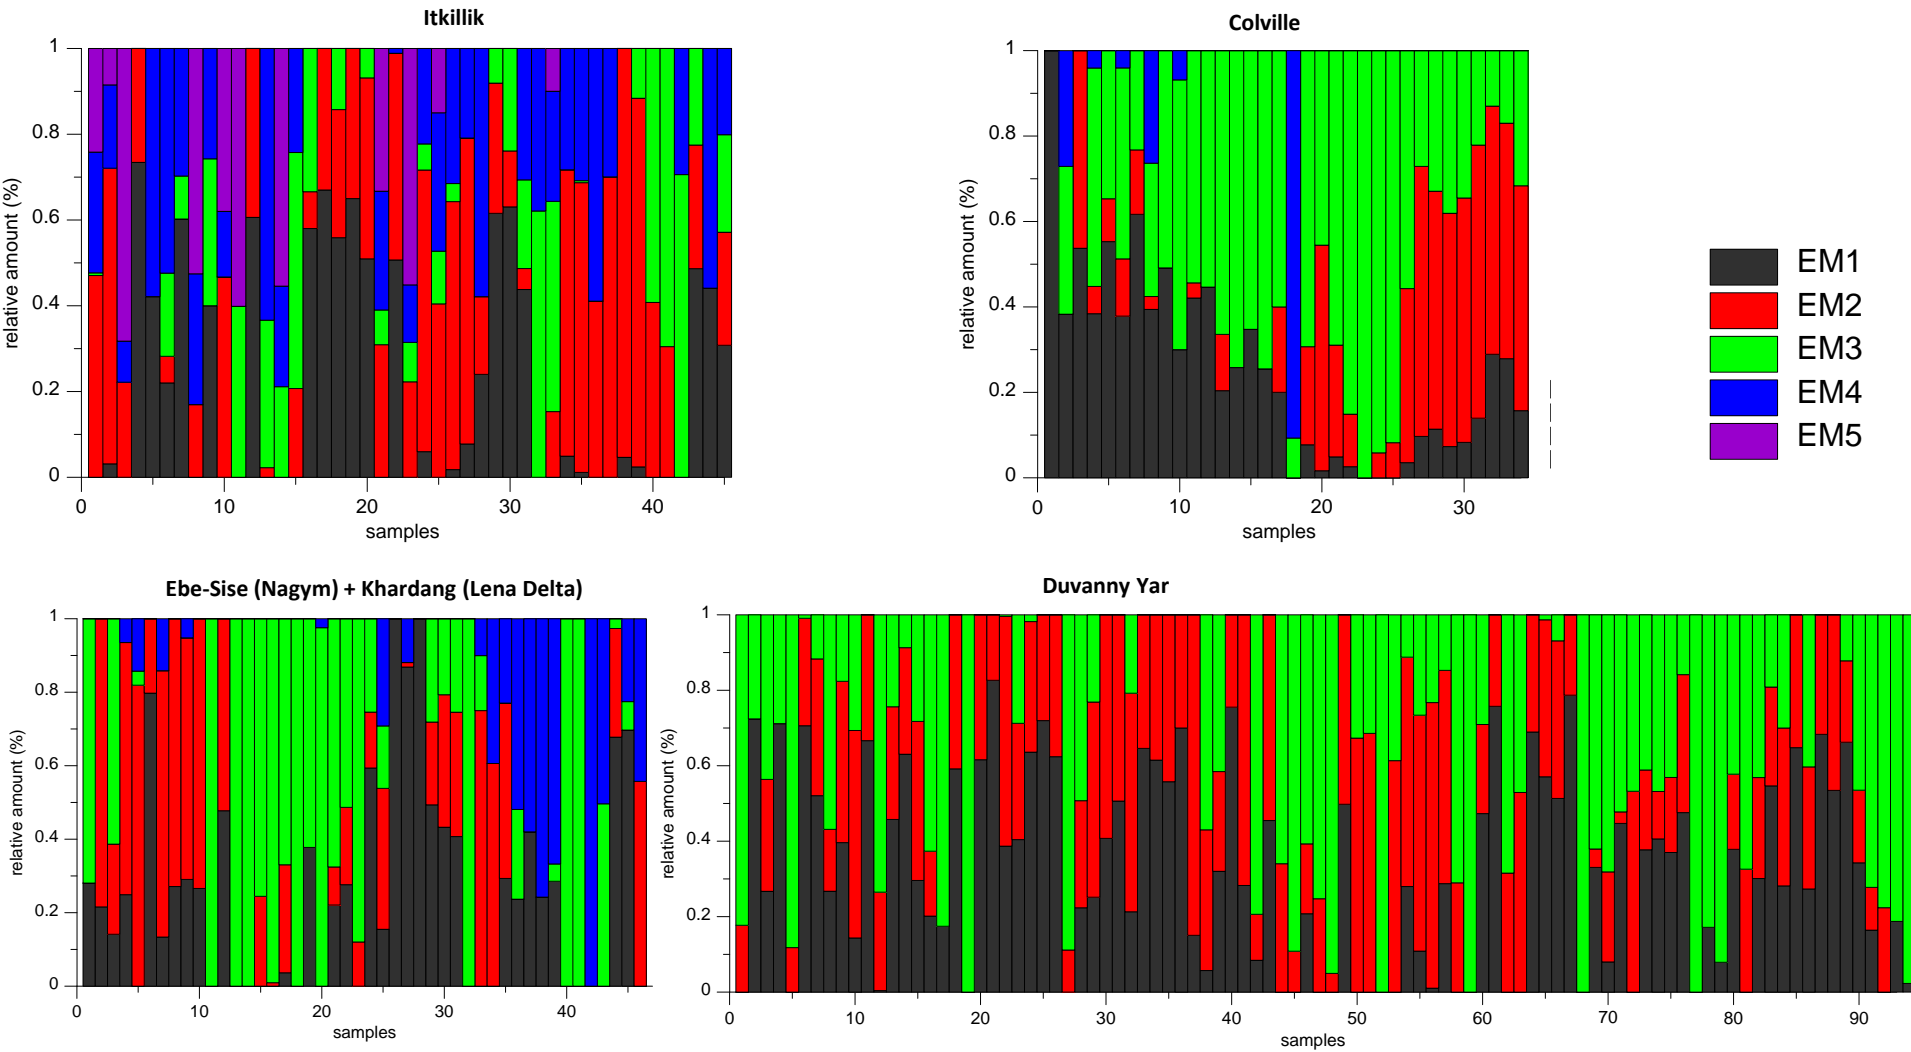 Itkillik
1
0.8
0.6
0.4
0.2
0
relative amount (%)
0 10 20 30 40
samples
Colville
1
0.8
0.6
0.4
0.2
0
relative amount (%)
0 10 20 30
samples
EM1
EM2
EM3
EM4
EM5
Ebe-Sise (Nagym) + Khardang (Lena Delta)
1
0.8
0.6
0.4
0.2
0
relative amount (%)
0 10 20 30 40
samples
Duvanny Yar
1
0.8
0.6
0.4
0.2
0
relative amount (%)
0 10 20 30 40 50 60 70 80 90
samples